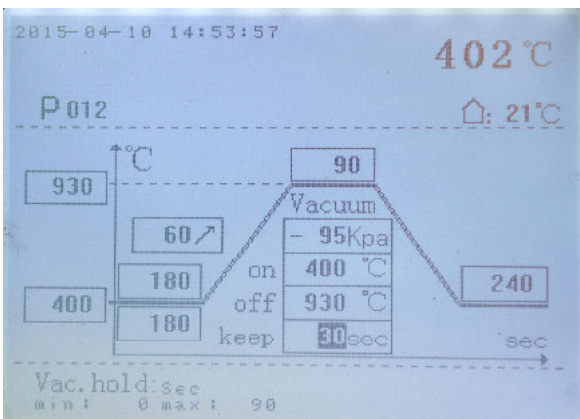 2015-04-10 14:53:57
402℃
P 012
: 21℃
℃
90
930
Vacuum
60↗
- 95Kpa
180
on 400 ℃
240
400
off 930 ℃
180
keep 30sec
sec
Vac.hold:sec
min: 0 max: 90